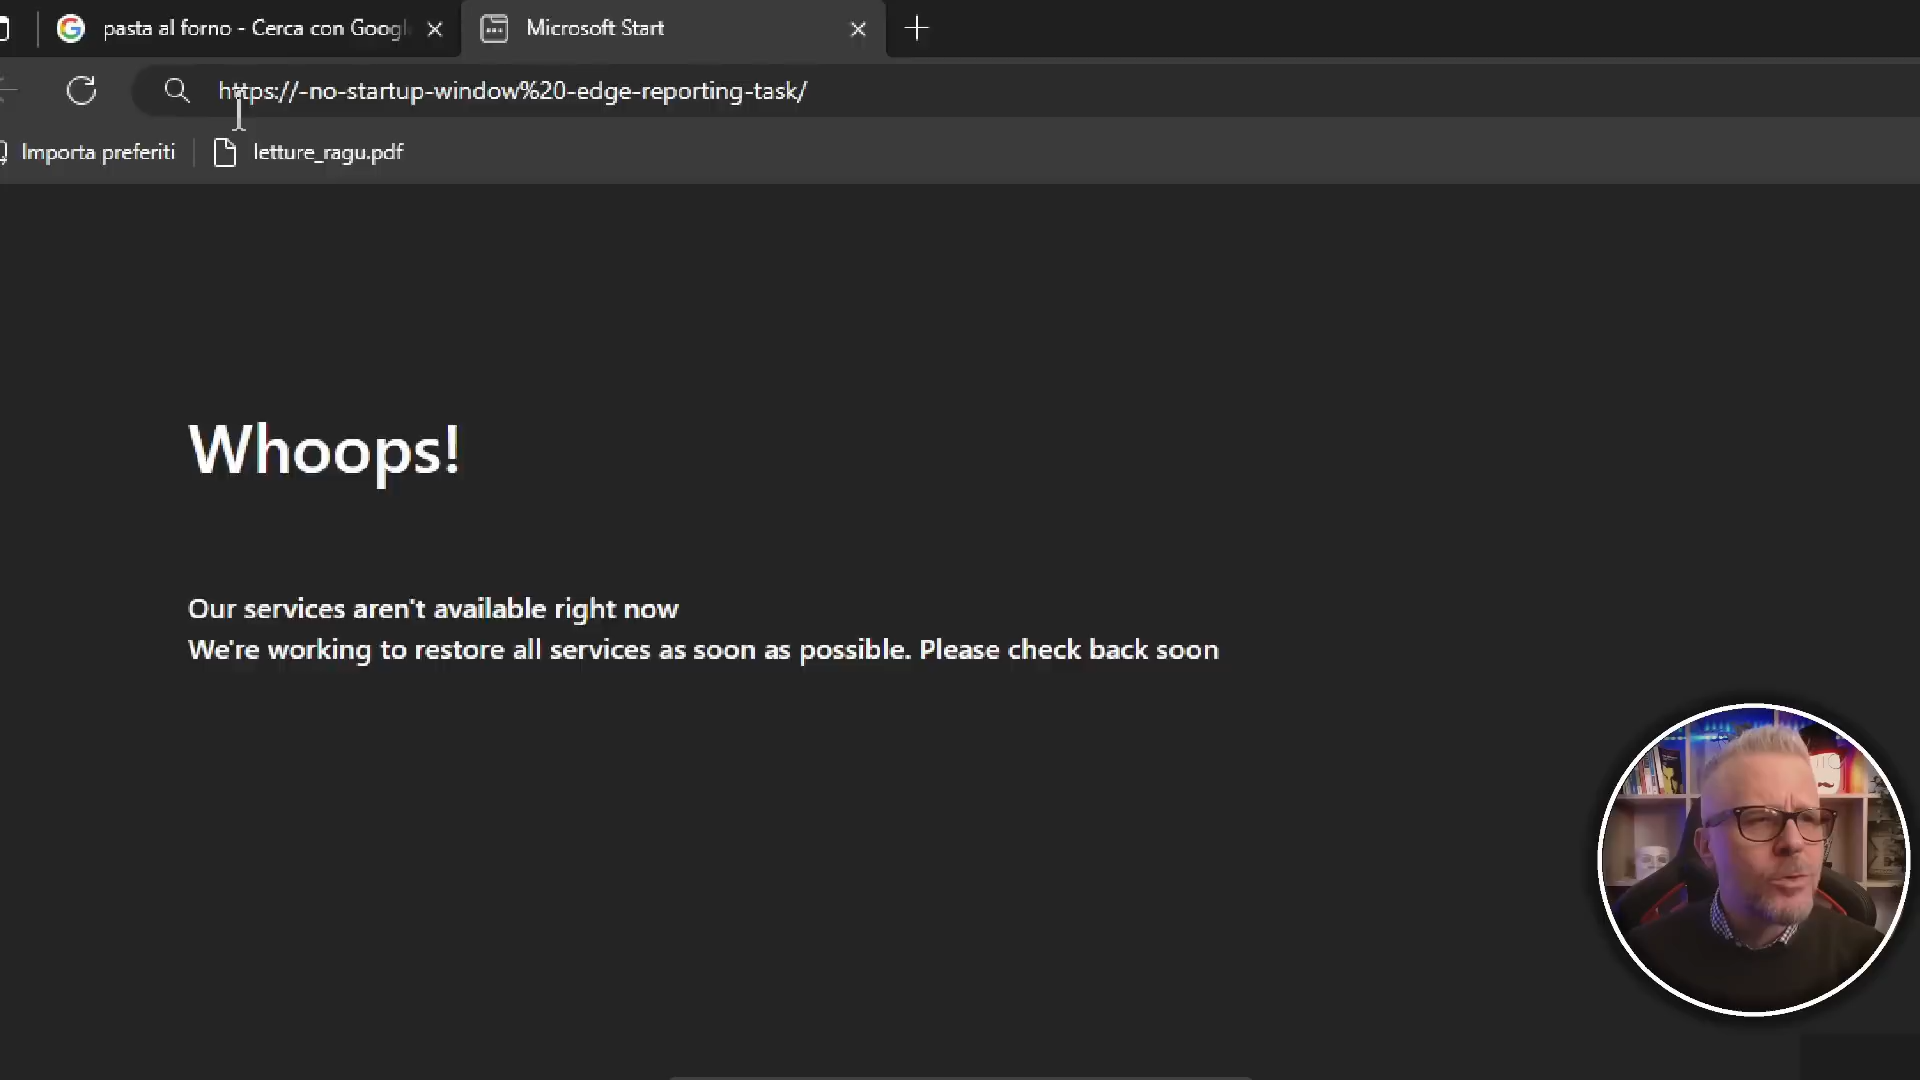 pasta al forno - Cerca con Googl
Microsoft Start
https://-no-startup-window%20-edge-reporting-task/
Importa preferiti
letture_ragu.pdf
Whoops!
Our services aren't available right now
We're working to restore all services as soon as possible. Please check back soon